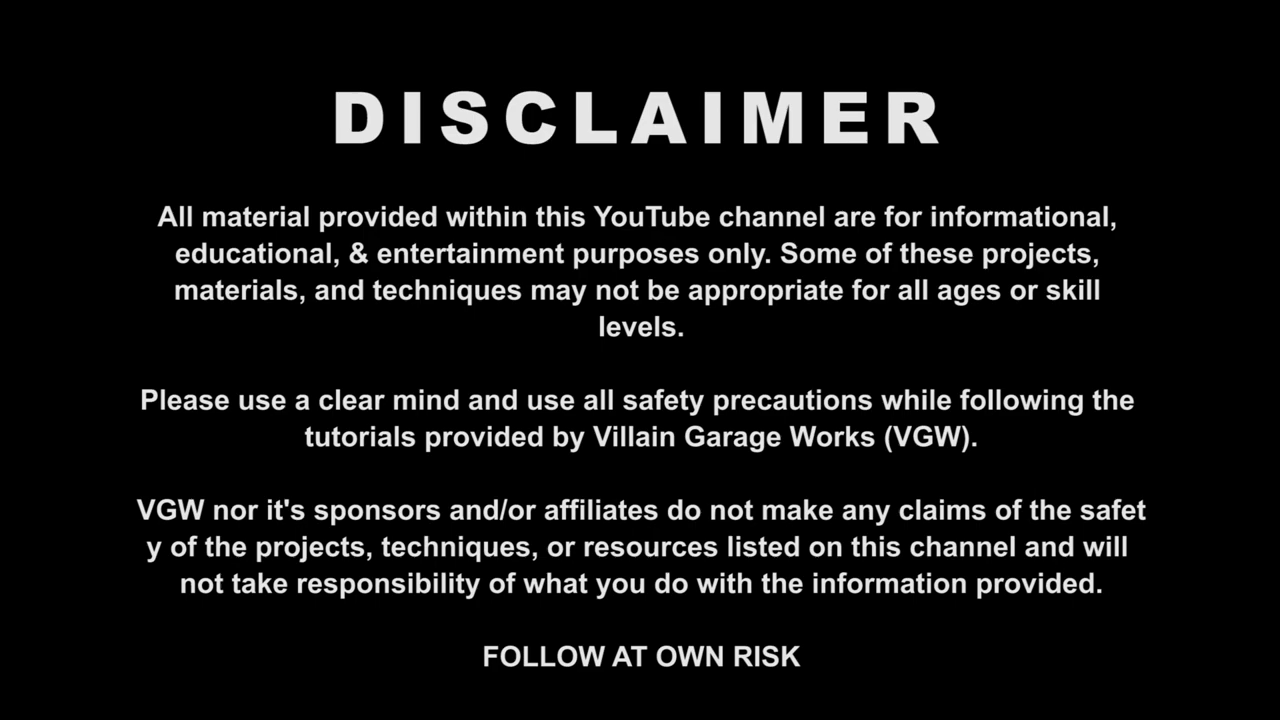 DISCLAIMER
All material provided within this YouTube channel are for informational,
educational, & entertainment purposes only. Some of these projects,
materials, and techniques may not be appropriate for all ages or skill
levels.
Please use a clear mind and use all safety precautions while following the
tutorials provided by Villain Garage Works (VGW).
VGW nor it's sponsors and/or affiliates do not make any claims of the safet
y of the projects, techniques, or resources listed on this channel and will
not take responsibility of what you do with the information provided.
FOLLOW AT OWN RISK